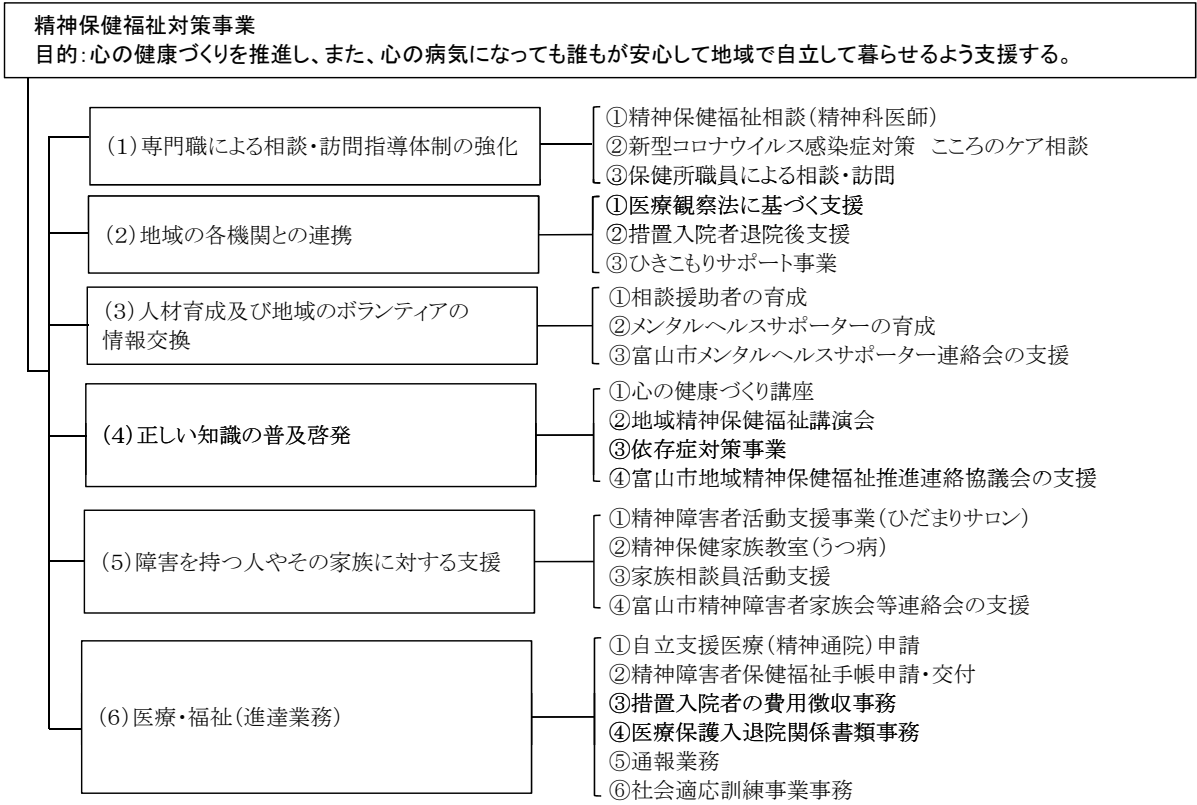 精神保健福祉対策事業
目的：心の健康づくりを推進し、また、心の病気になっても誰もが安心して地域で自立して暮らせるよう支援する。
（1）専門職による相談・訪問指導体制の強化
①精神保健福祉相談（精神科医師）
②新型コロナウイルス感染症対策　こころのケア相談
③保健所職員による相談・訪問
（2）地域の各機関との連携
①医療観察法に基づく支援
②措置入院者退院後支援
③ひきこもりサポート事業
（3）人材育成及び地域のボランティアの
情報交換
①相談援助者の育成
②メンタルヘルスサポーターの育成
③富山市メンタルヘルスサポーター連絡会の支援
（4）正しい知識の普及啓発
①心の健康づくり講座
②地域精神保健福祉講演会
③依存症対策事業
④富山市地域精神保健福祉推進連絡協議会の支援
（5）障害を持つ人やその家族に対する支援
①精神障害者活動支援事業（ひだまりサロン）
②精神保健家族教室（うつ病）
③家族相談員活動支援
④富山市精神障害者家族会等連絡会の支援
（6）医療・福祉（進達業務）
①自立支援医療（精神通院）申請
②精神障害者保健福祉手帳申請・交付
③措置入院者の費用徴収事務
④医療保護入退院関係書類事務
⑤通報業務
⑥社会適応訓練事業事務